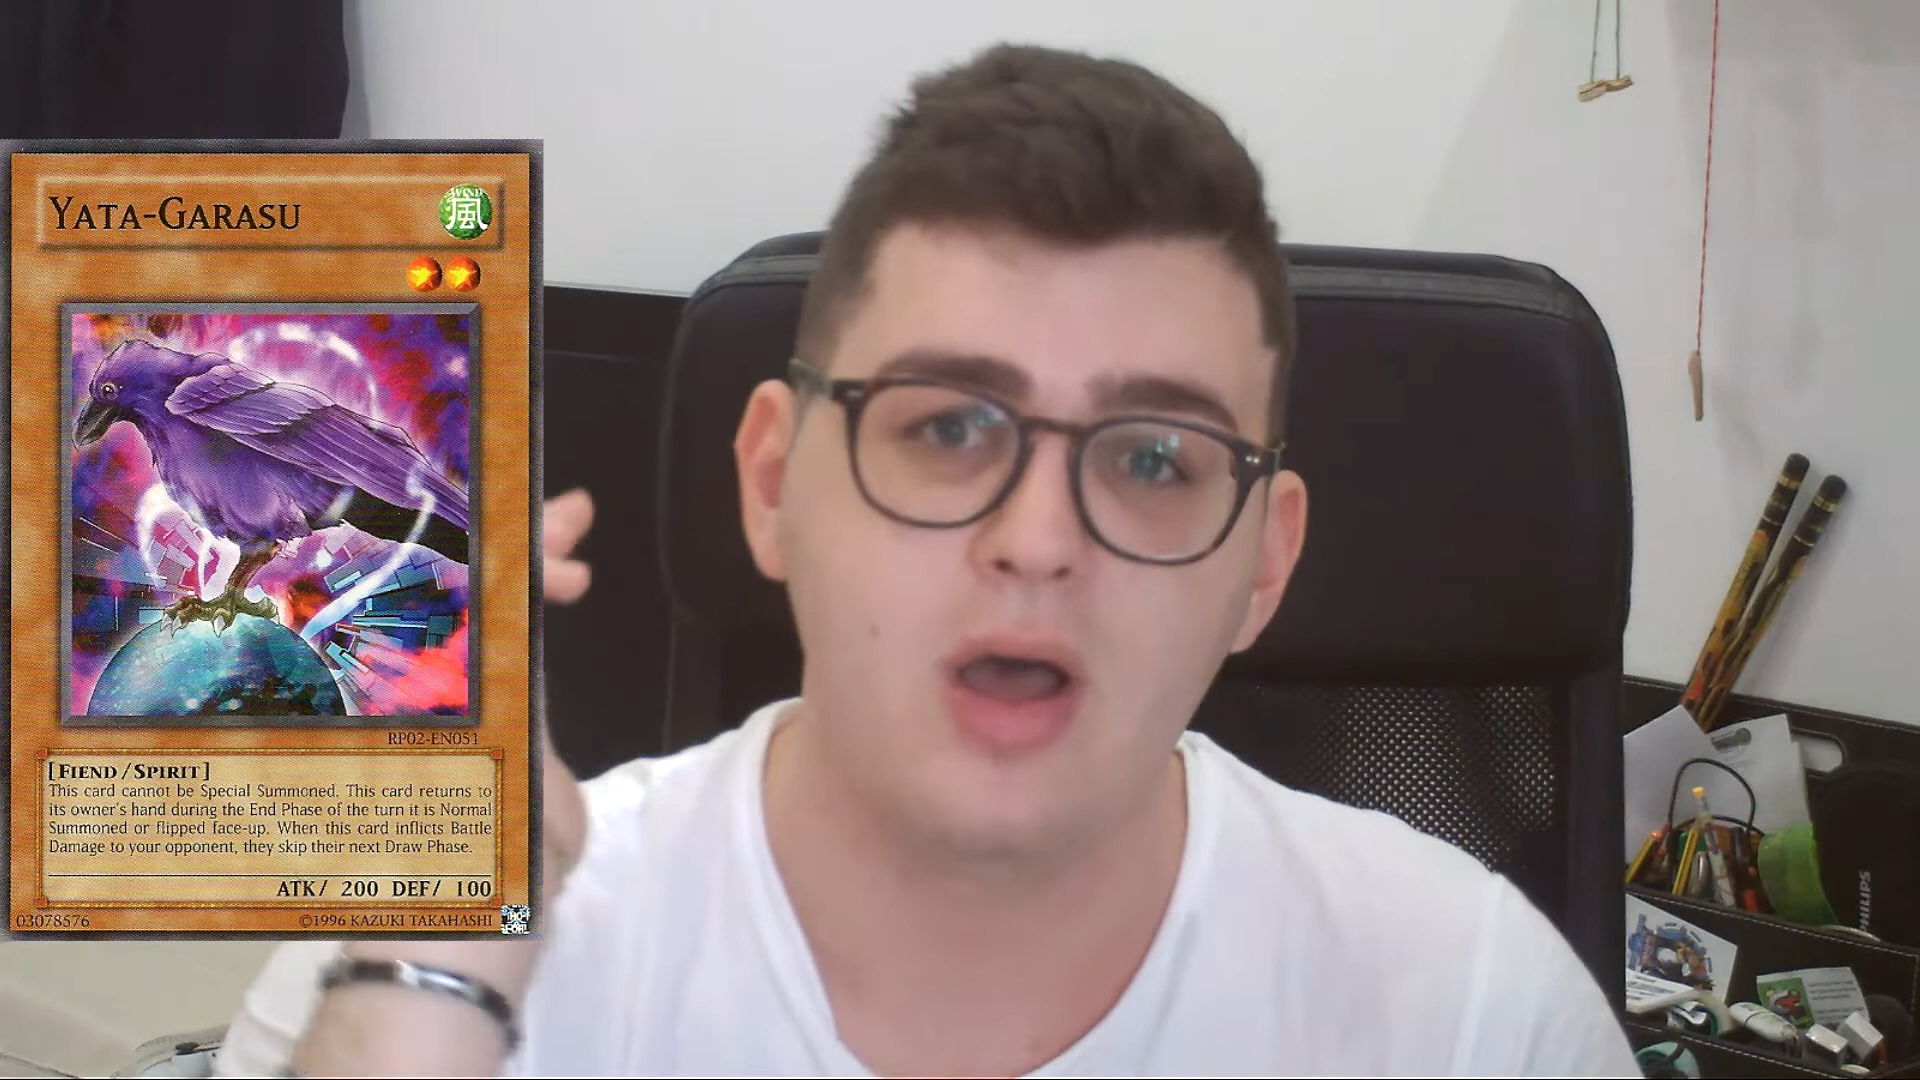 YATA-GARASU
WIND
風
RP02-EN051
[FIEND/SPIRIT]
This card cannot be Special Summoned. This card returns to
its owner's hand during the End Phase of the turn it is Normal
Summoned or flipped face-up. When this card inflicts Battle
Damage to your opponent, they skip their next Draw Phase.
ATK/ 200 DEF/ 100
03078576
©1996 KAZUKI TAKAHASHI
PHILIPS